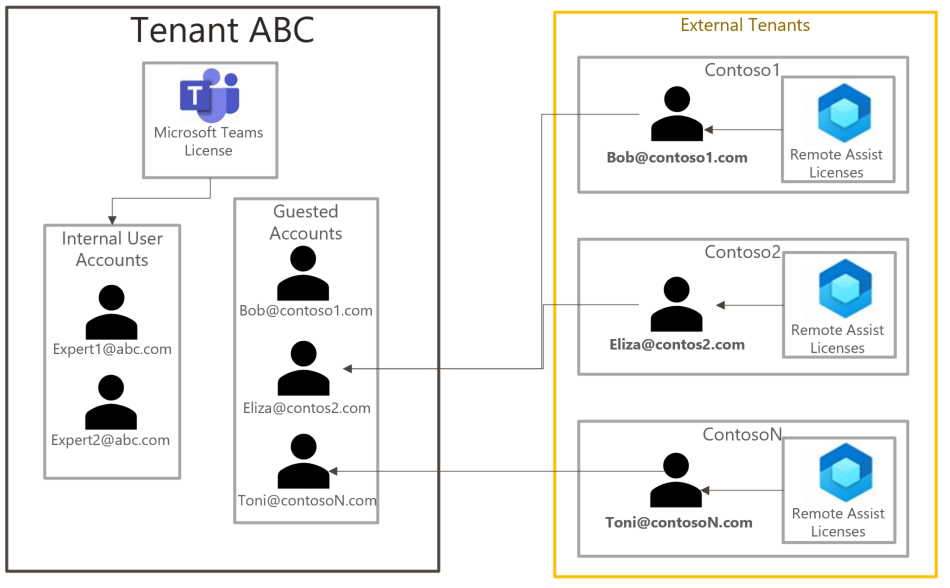 Tenant ABC
T
Microsoft Teams
License
Internal User
Accounts
Expert1@abc.com
Expert2@abc.com
Guested
Accounts
Bob@contoso1.com
Eliza@contos2.com
Toni@contosoN.com
External Tenants
Contoso1
Bob@contoso1.com
Remote Assist
Licenses
Contoso2
Eliza@contos2.com
Remote Assist
Licenses
ContosoN
Toni@contosoN.com
Remote Assist
Licenses